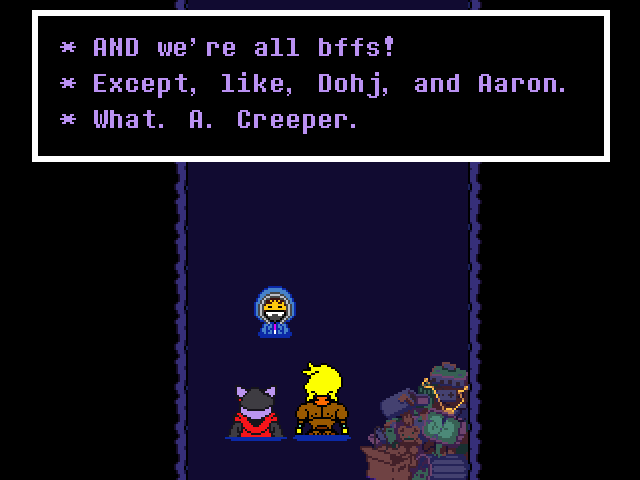 * AND we're all bffs!
* Except, like, Dohj, and Aaron.
* What. A. Creeper.